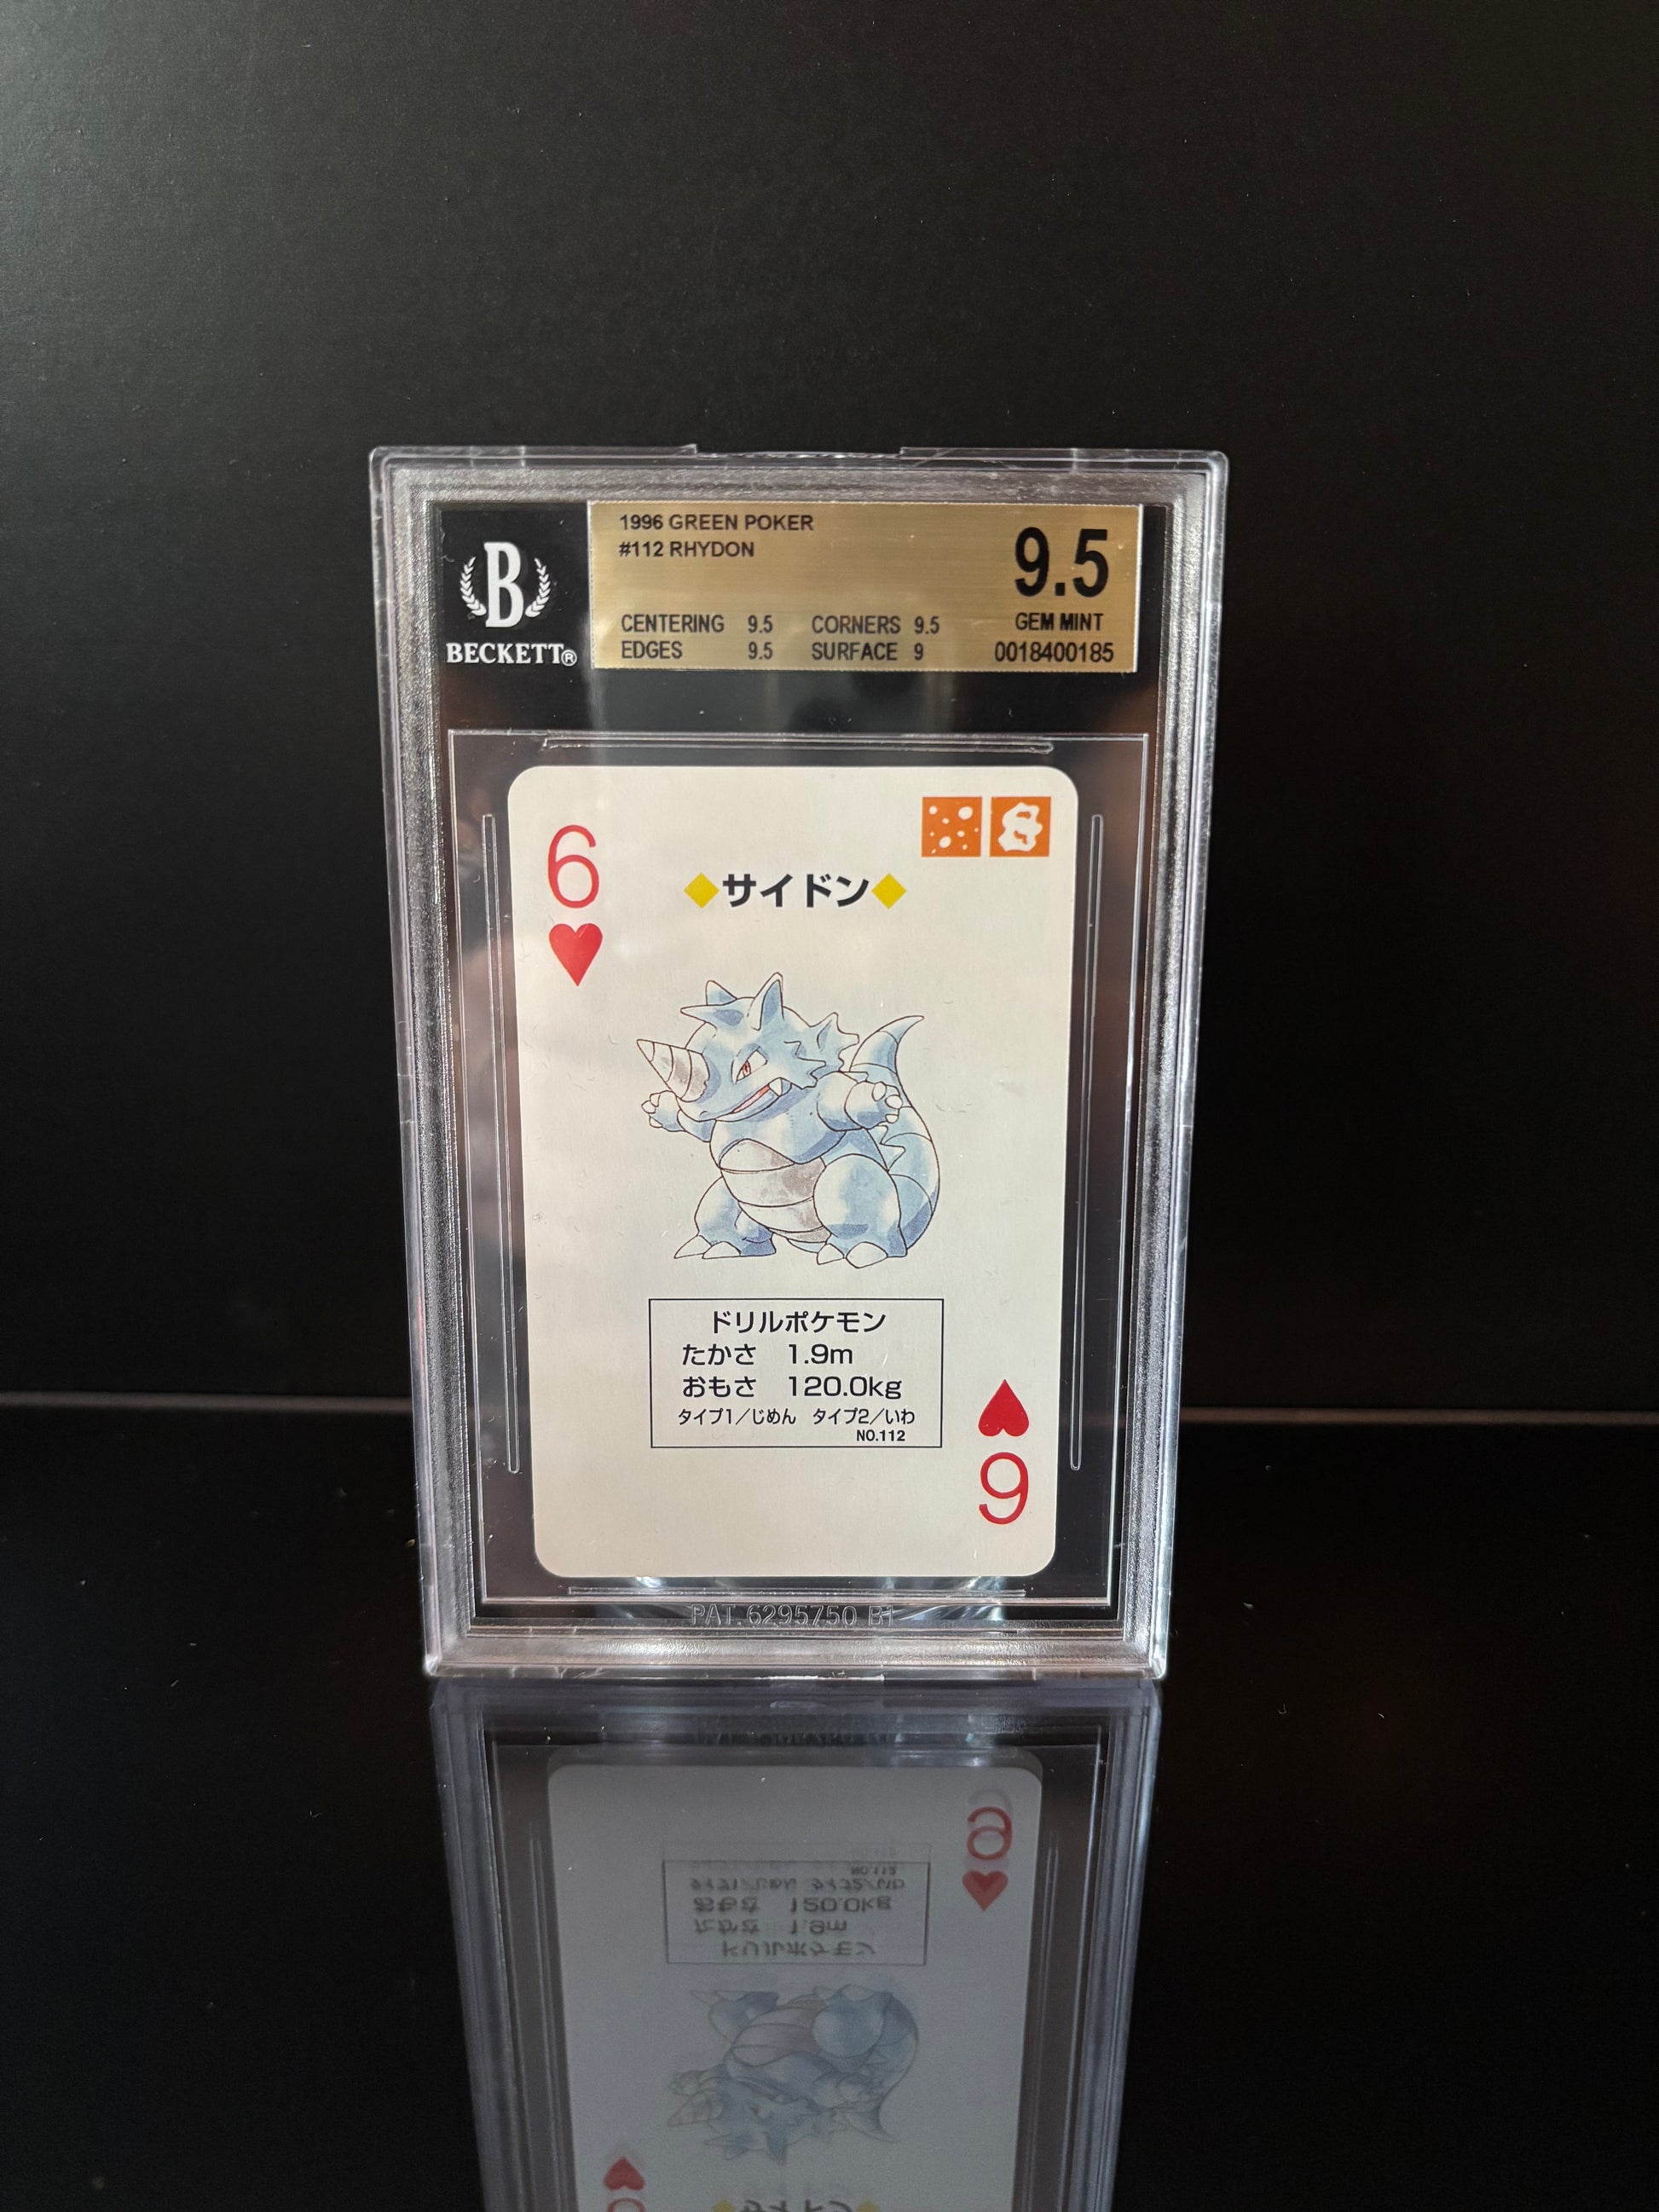 1996 GREEN POKER
#112 RHYDON
9.5
GEM MINT
0018400185
CENTERING 9.5 CORNERS 9.5
EDGES 9.5 SURFACE 9
B
BECKETT®
6
◆サイドン◆
ドリルポケモン
たかさ 1.9m
おもさ 120.0kg
タイプ1/じめん タイプ2/いわ
NO.112
6
PAT.6295750 B1